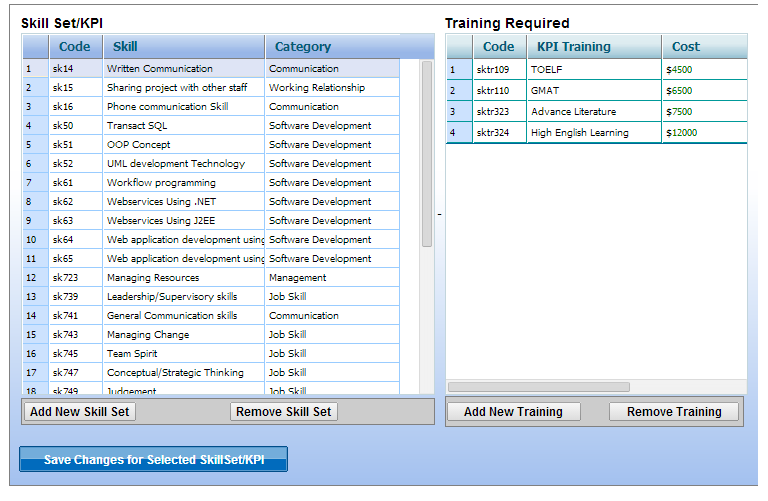 Skill Set/KPI
Code Skill Category
1 sk14 Written Communication Communication
2 sk15 Sharing project with other staff Working Relationship
3 sk16 Phone communication Skill Communication
4 sk50 Transact SQL Software Development
5 sk51 OOP Concept Software Development
6 sk52 UML development Technology Software Development
7 sk61 Workflow programming Software Development
8 sk62 Webservices Using .NET Software Development
9 sk63 Webservices Using J2EE Software Development
10 sk64 Web application development using Software Development
11 sk65 Web application development using Software Development
12 sk723 Managing Resources Management
13 sk739 Leadership/Supervisory skills Job Skill
14 sk741 General Communication skills Communication
15 sk743 Managing Change Job Skill
16 sk745 Team Spirit Job Skill
17 sk747 Conceptual/Strategic Thinking Job Skill
18 sk749 Judgement Job Skill
Add New Skill Set Remove Skill Set
Save Changes for Selected SkillSet/KPI
-
Training Required
Code KPI Training Cost
1 sktr109 TOELF $4500
2 sktr110 GMAT $6500
3 sktr323 Advance Literature $7500
4 sktr324 High English Learning $12000
Add New Training Remove Training